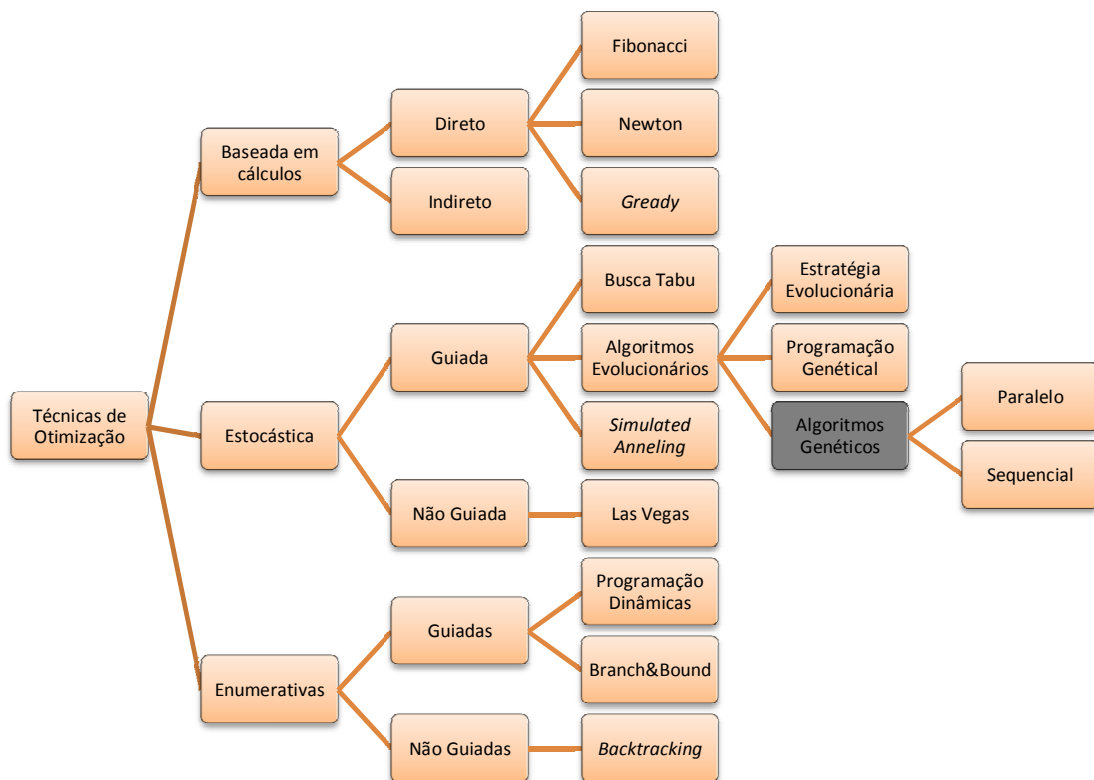 Técnicas de
Otimização
Baseada em
cálculos
Direto
Fibonacci
Newton
Gready
Indireto
Estocástica
Guiada
Busca Tabu
Algoritmos
Evolucionários
Estratégia
Evolucionária
Programação
Genétical
Algoritmos
Genéticos
Paralelo
Sequencial
Simulated
Anneling
Não Guiada
Las Vegas
Enumerativas
Guiadas
Programação
Dinâmicas
Branch&Bound
Não Guiadas
Backtracking